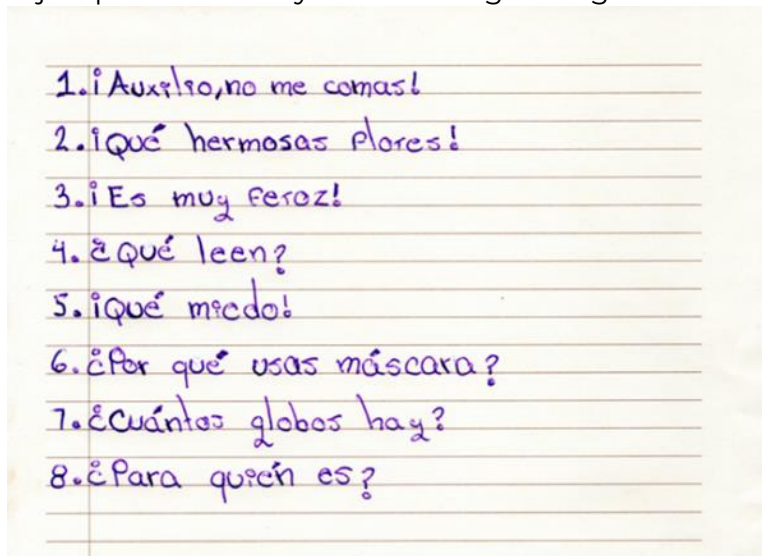 1. ¡Auxilio, no me comas!
2. ¡Qué hermosas flores!
3. ¡Es muy feroz!
4. ¿Qué leen?
5. ¡Qué miedo!
6. ¿Por qué usas máscara?
7. ¿Cuántos globos hay?
8. ¿Para quién es?